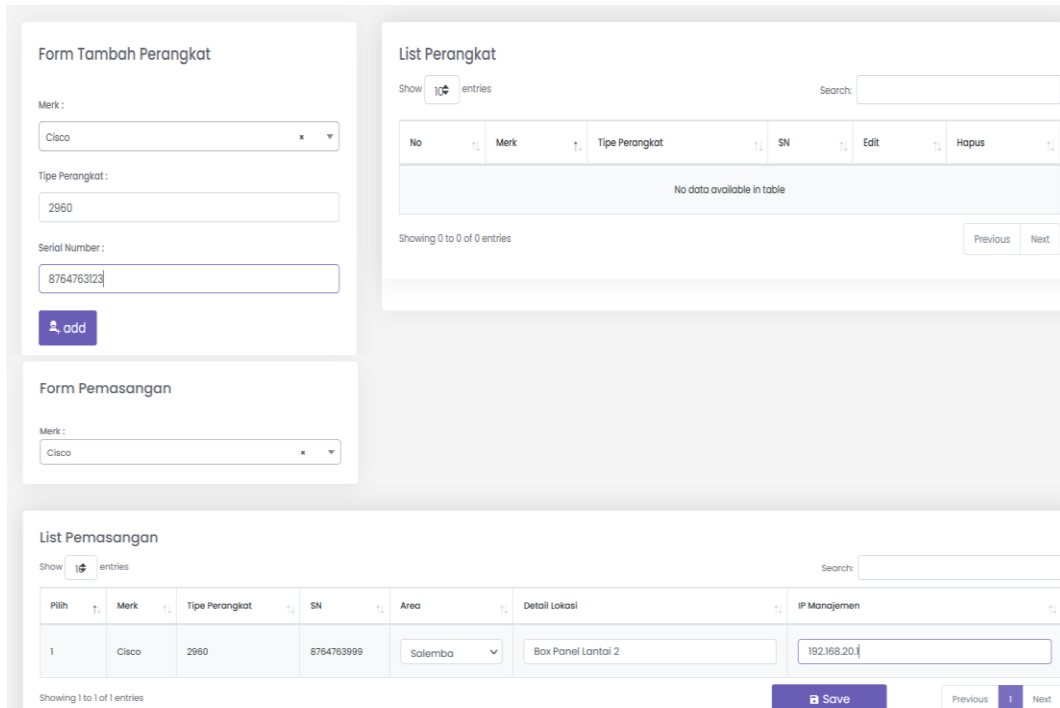 Form Tambah Perangkat
Merk :
Cisco × 
Tipe Perangkat :
2960
Serial Number :
8764763123
add
List Perangkat
Show 10 entries Search:
No Merk Tipe Perangkat SN Edit Hapus
No data available in table
Showing 0 to 0 of 0 entries Previous Next
Form Pemasangan
Merk :
Cisco ×
List Pemasangan
Show 10 entries Search:
Pilih Merk Tipe Perangkat SN Area Detail Lokasi IP Manajemen
1 Cisco 2960 8764763999 Salemba Box Panel Lantai 2 192.168.20.1
Showing 1 to 1 of 1 entries Save Previous 1 Next